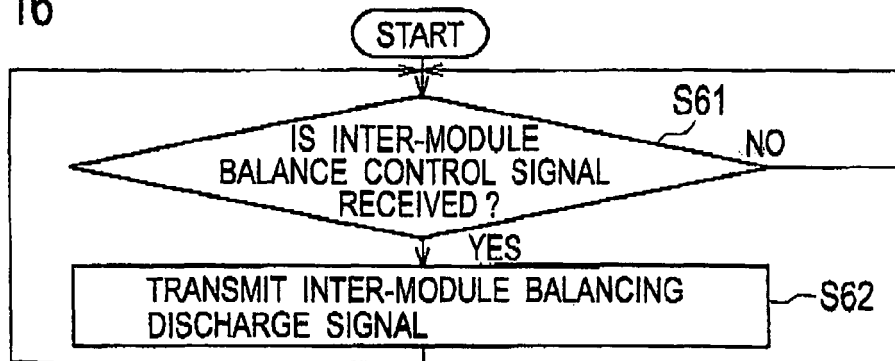 16
START
S61
IS INTER-MODULE
BALANCE CONTROL SIGNAL
RECEIVED?
NO
YES
TRANSMIT INTER-MODULE BALANCING
DISCHARGE SIGNAL
S62